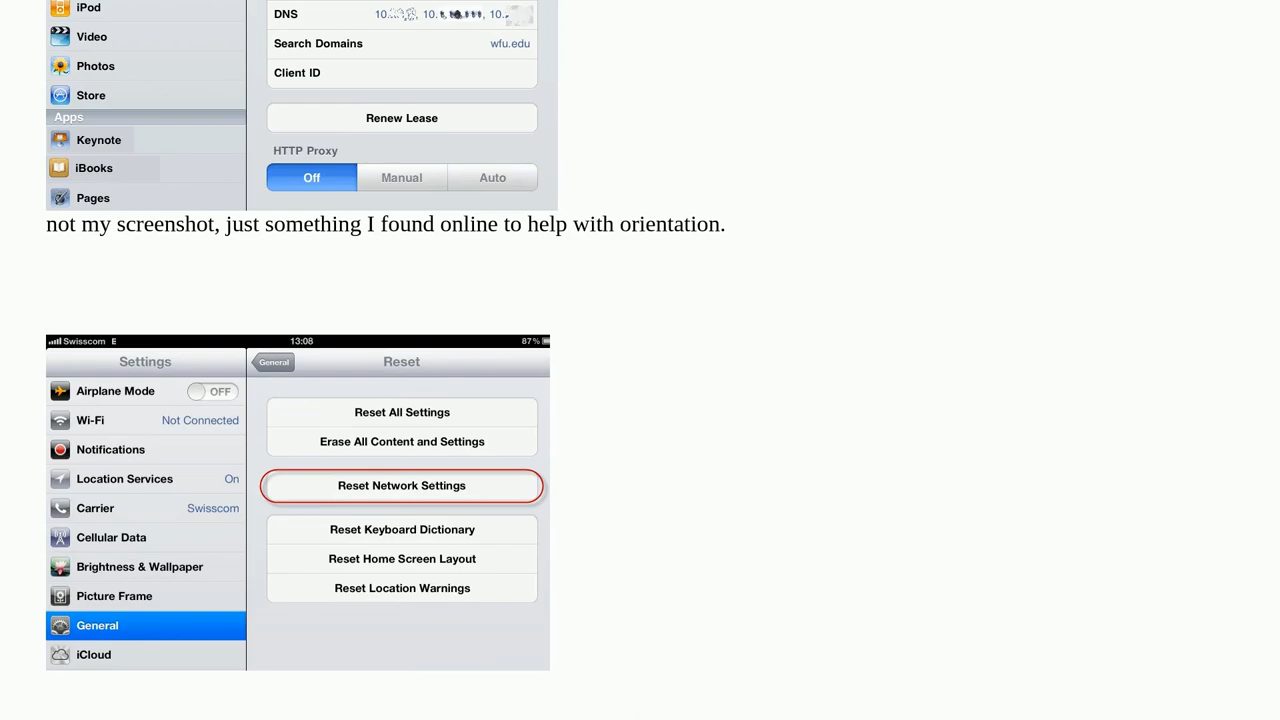 iPod
Video
Photos
Store
Apps
Keynote
iBooks
Pages
DNS 10. 10. 10.
Search Domains wfu.edu
Client ID
Renew Lease
HTTP Proxy
Off Manual Auto
not my screenshot, just something I found online to help with orientation.
Swisscom E 13:08 87%
Settings
General Reset
Airplane Mode OFF
Wi-Fi Not Connected
Notifications
Location Services On
Carrier Swisscom
Cellular Data
Brightness & Wallpaper
Picture Frame
General
iCloud
Reset All Settings
Erase All Content and Settings
Reset Network Settings
Reset Keyboard Dictionary
Reset Home Screen Layout
Reset Location Warnings